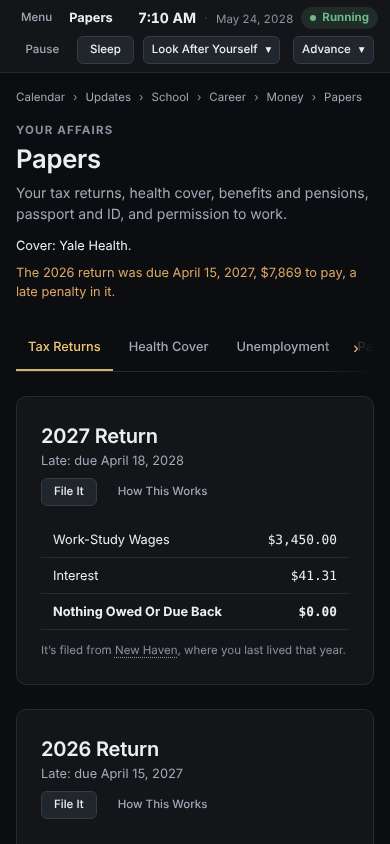 Menu Papers 7:10 AM · May 24, 2028 Running
Pause Sleep Look After Yourself ▾ Advance ▾
Calendar › Updates › School › Career › Money › Papers
YOUR AFFAIRS
Papers
Your tax returns, health cover, benefits and pensions,
passport and ID, and permission to work.
Cover: Yale Health.
The 2026 return was due April 15, 2027, $7,869 to pay, a
late penalty in it.
Tax Returns Health Cover Unemployment ›
2027 Return
Late: due April 18, 2028
File It How This Works
Work-Study Wages $3,450.00
Interest $41.31
Nothing Owed Or Due Back $0.00
It's filed from New Haven, where you last lived that year.
2026 Return
Late: due April 15, 2027
File It How This Works